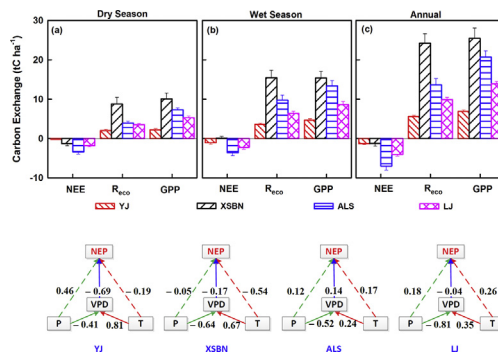 Dry Season Wet Season Annual
(a) (b) (c)
Carbon Exchange (tC ha⁻¹)
30
20
10
0
-10
NEE Reco GPP NEE Reco GPP NEE Reco GPP
YJ XSBN ALS LJ
NEP NEP NEP NEP
0.46 -0.69 -0.19 -0.05 -0.17 -0.54 0.12 0.14 0.17 0.18 -0.04 0.26
VPD VPD VPD VPD
P -0.41 0.81 T P -0.64 0.67 T P -0.52 0.24 T P -0.81 0.35 T
YJ XSBN ALS LJ